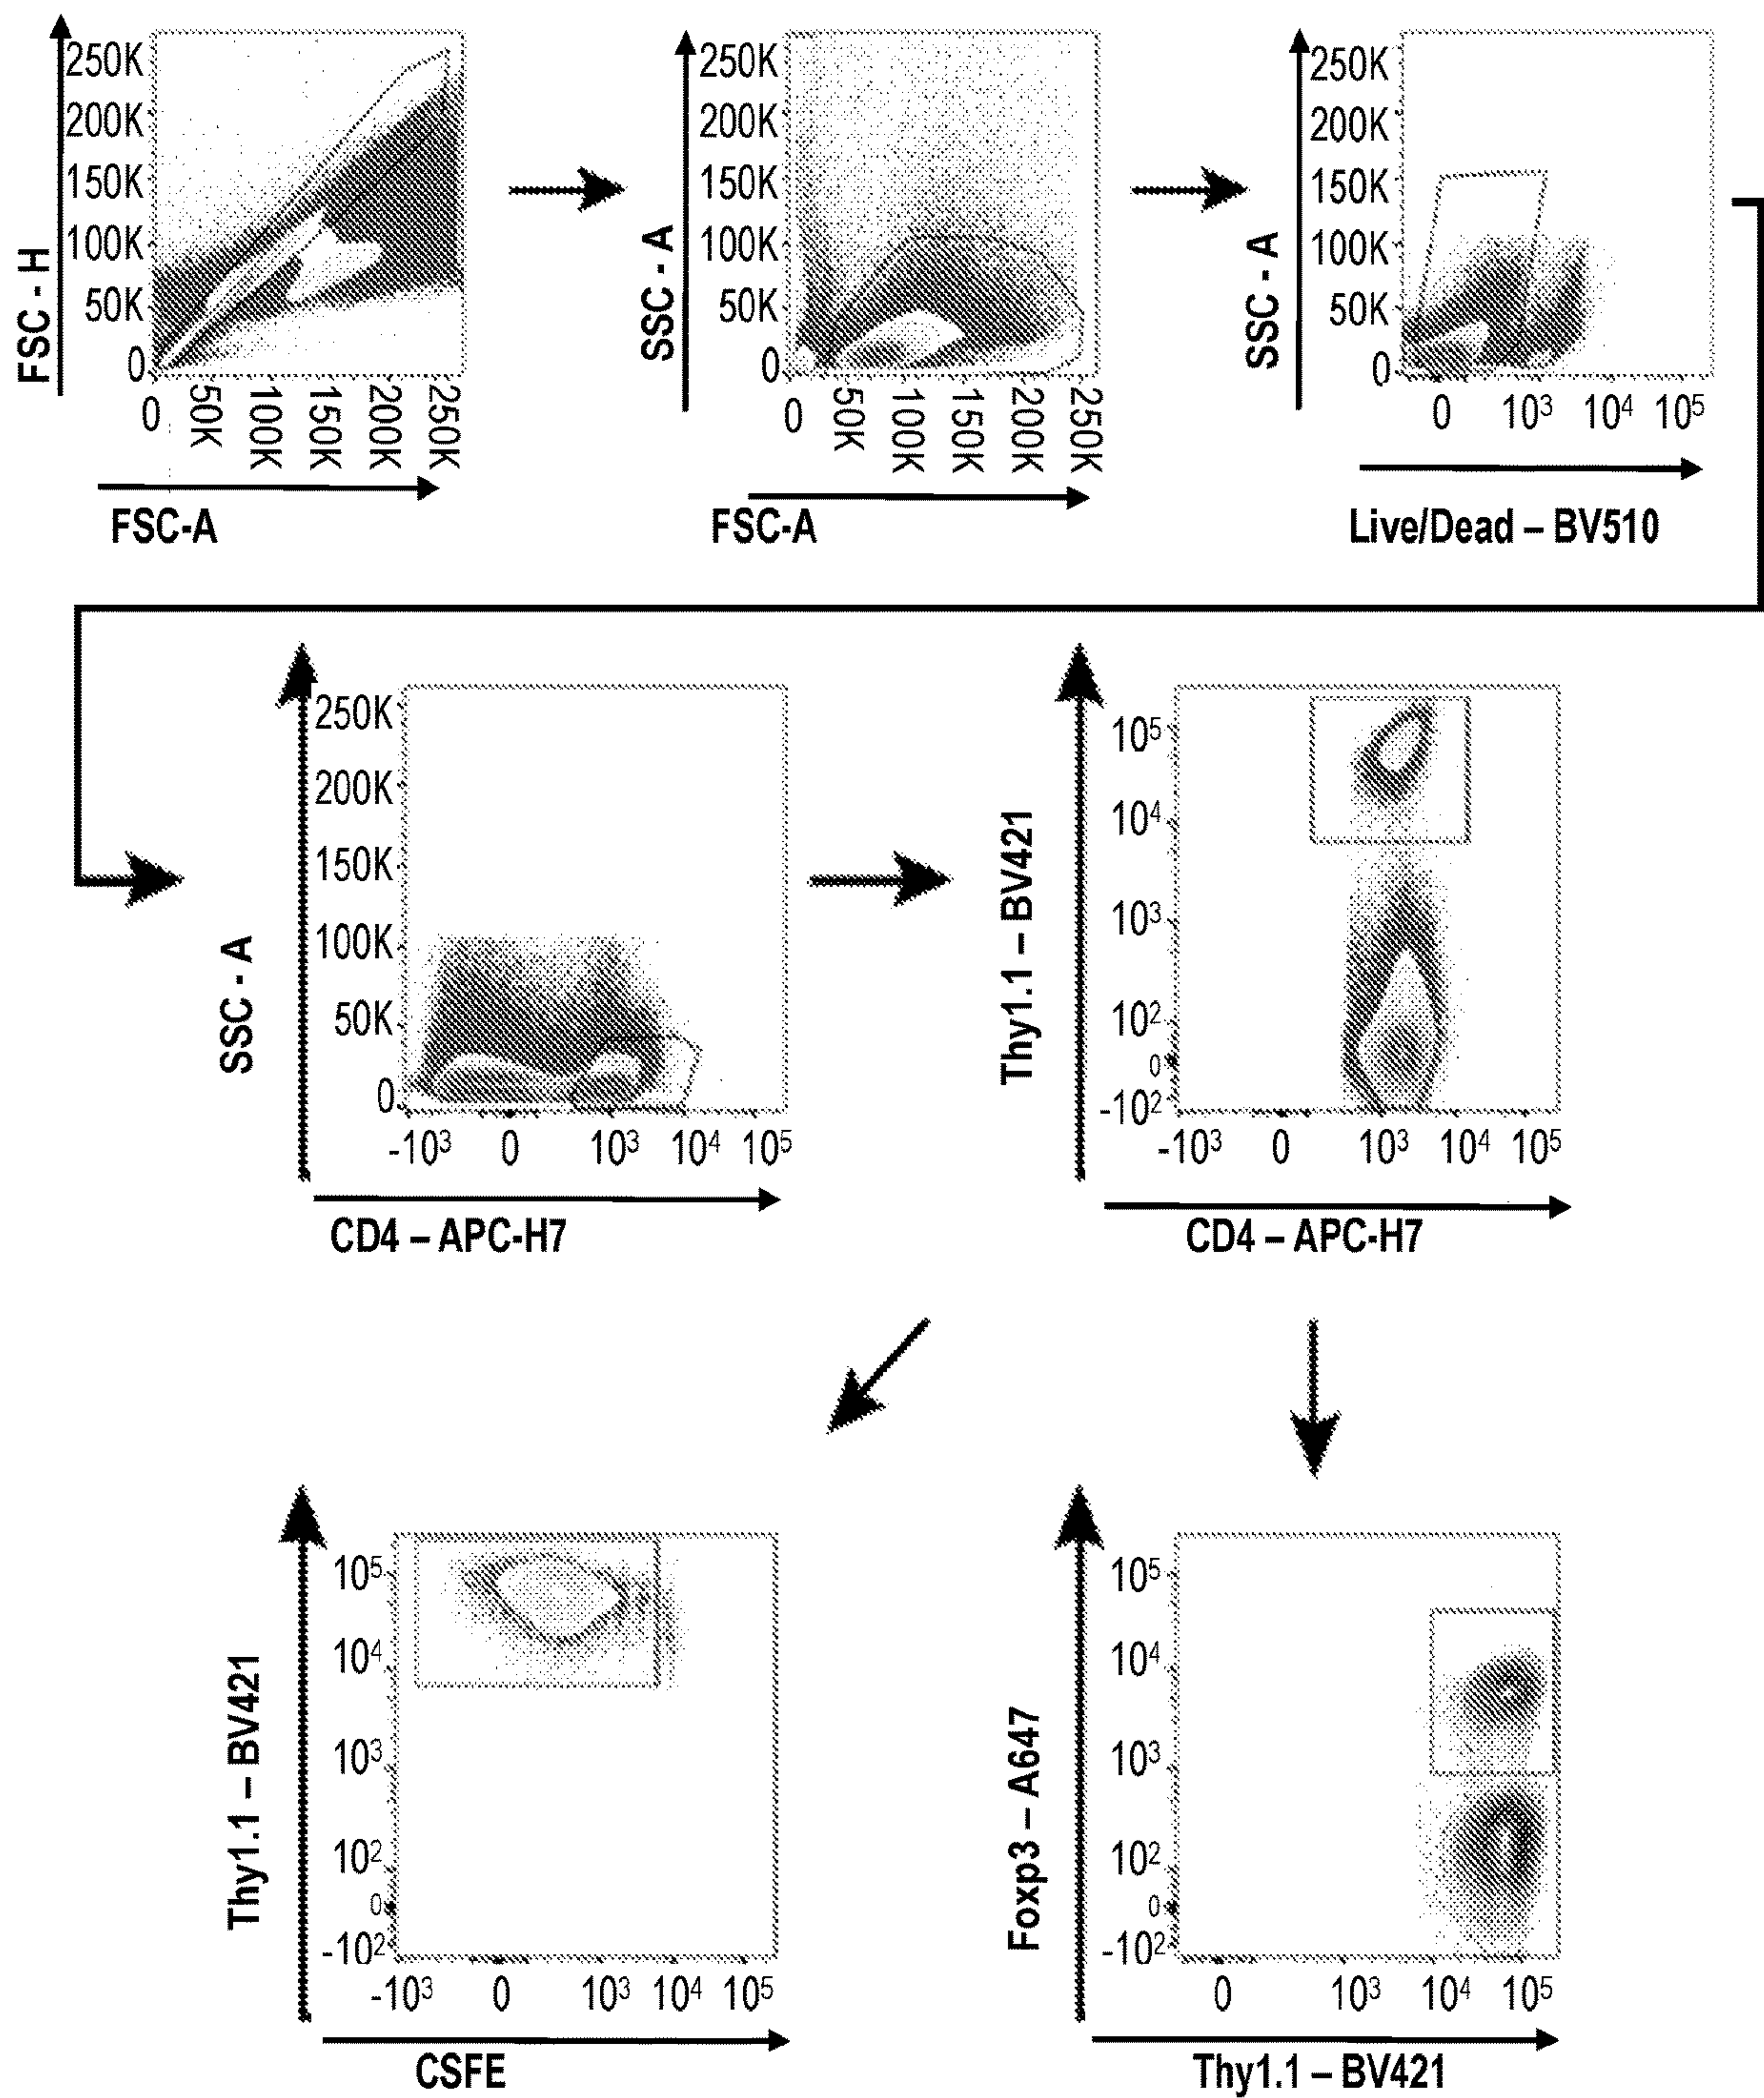 FSC - H
250K
200K
150K
100K
50K
0
0 50K 100K 150K 200K 250K
FSC-A
SSC - A
250K
200K
150K
100K
50K
0
0 50K 100K 150K 200K 250K
FSC-A
SSC - A
250K
200K
150K
100K
50K
0
0 10³ 10⁴ 10⁵
Live/Dead – BV510
SSC - A
250K
200K
150K
100K
50K
0
-10³ 0 10³ 10⁴ 10⁵
CD4 – APC-H7
Thy1.1 – BV421
10⁵
10⁴
10³
10²
0
-10²
-10³ 0 10³ 10⁴ 10⁵
CD4 – APC-H7
Thy1.1 – BV421
10⁵
10⁴
10³
10²
0
-10²
-10³ 0 10³ 10⁴ 10⁵
CSFE
Foxp3 – A647
10⁵
10⁴
10³
10²
0
-10²
0 10³ 10⁴ 10⁵
Thy1.1 – BV421